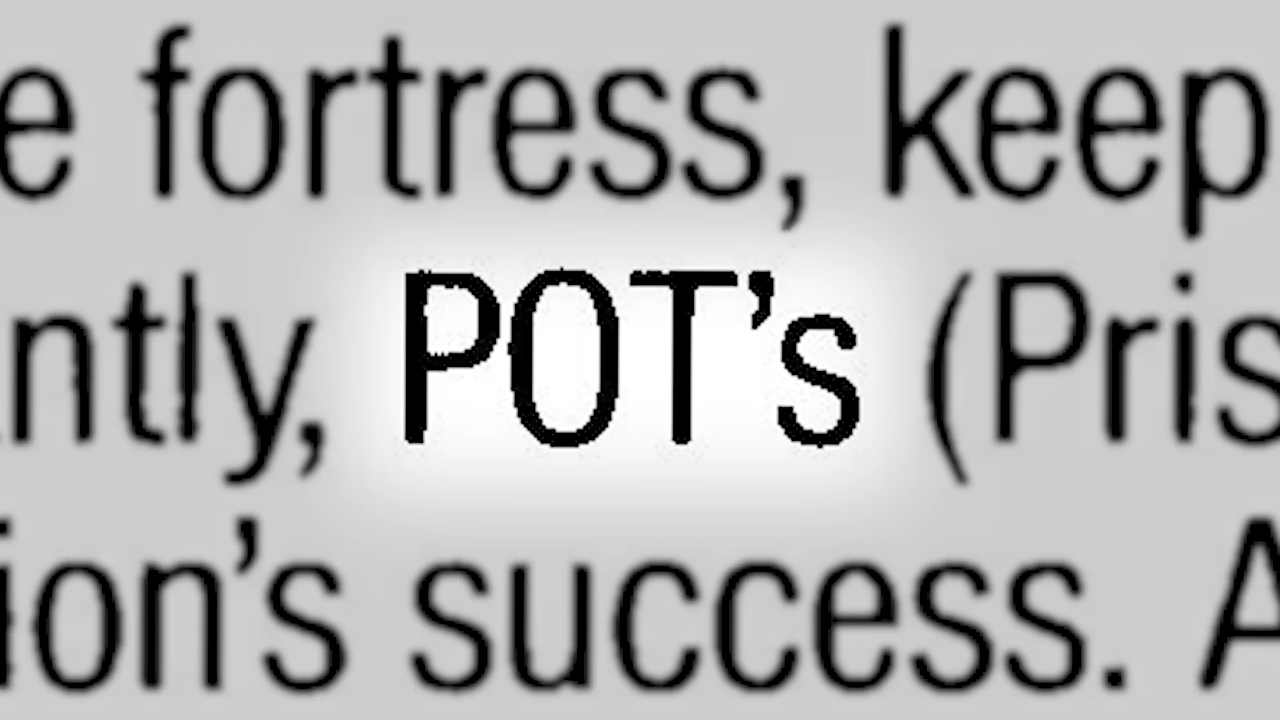 e fortress, keep
ntly, POT’s (Pris
ion’s success. A